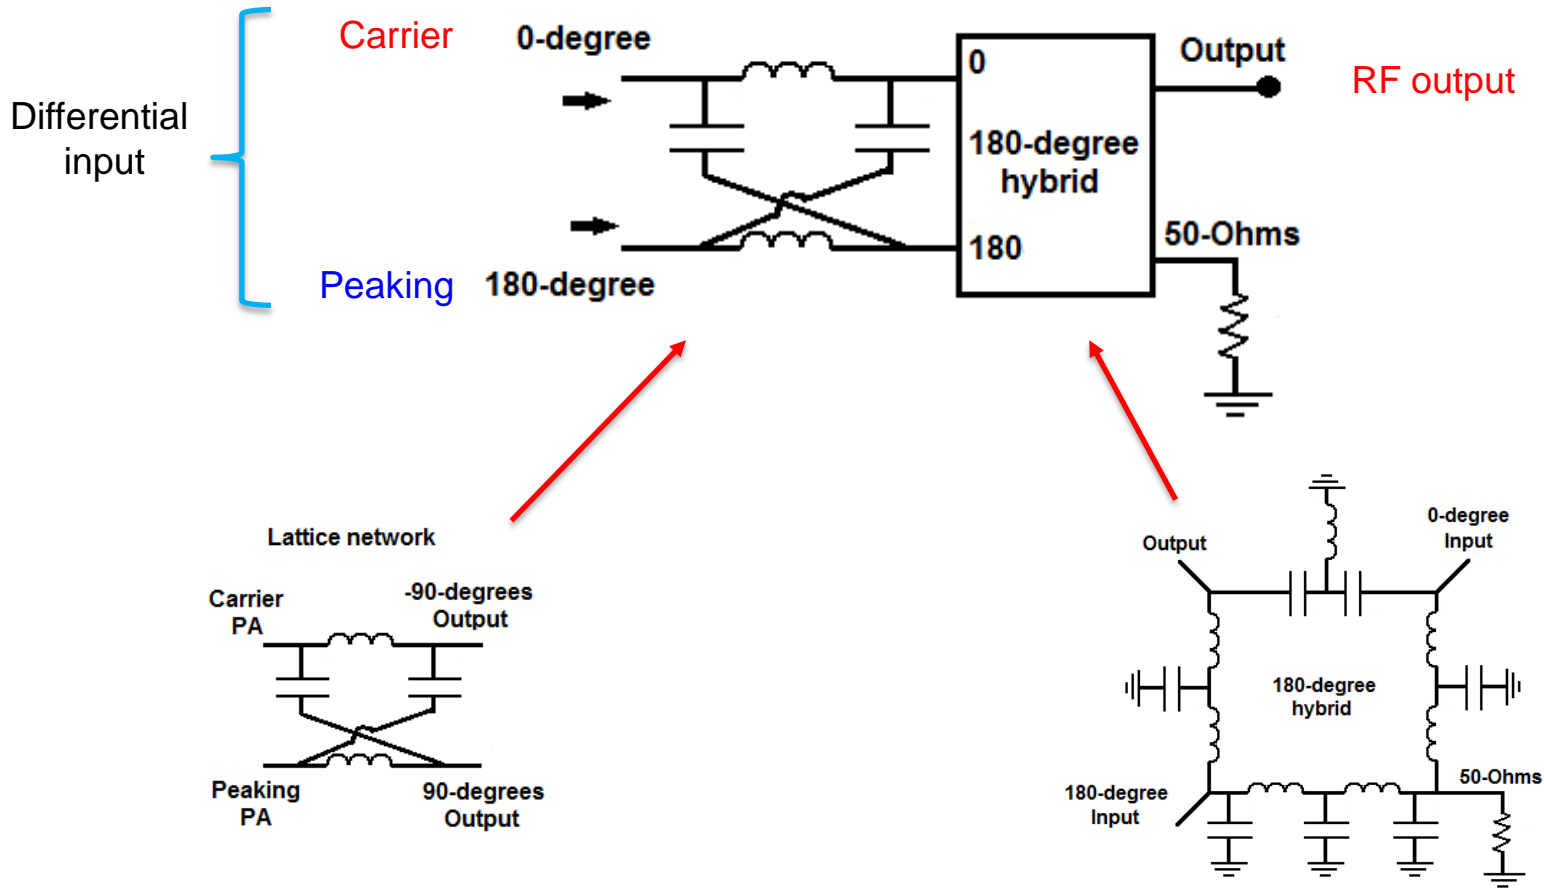 Differential
input
Carrier
0-degree
Peaking
180-degree
0
180-degree
hybrid
180
Output
RF output
50-Ohms
Lattice network
Carrier
PA
-90-degrees
Output
Peaking
PA
90-degrees
Output
Output
0-degree
Input
180-degree
hybrid
180-degree
Input
50-Ohms